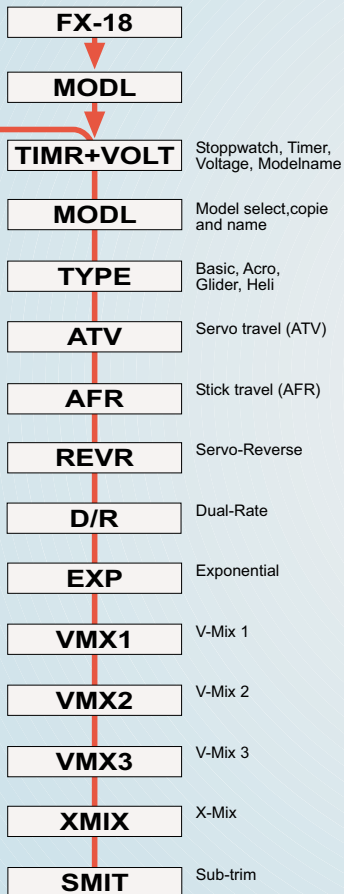 FX-18
MODL
TIMR+VOLT
Stoppwatch, Timer,
Voltage, Modelname
MODL
Model select,copie
and name
TYPE
Basic, Acro,
Glider, Heli
ATV
Servo travel (ATV)
AFR
Stick travel (AFR)
REVR
Servo-Reverse
D/R
Dual-Rate
EXP
Exponential
VMX1
V-Mix 1
VMX2
V-Mix 2
VMX3
V-Mix 3
XMIX
X-Mix
SMIT
Sub-trim